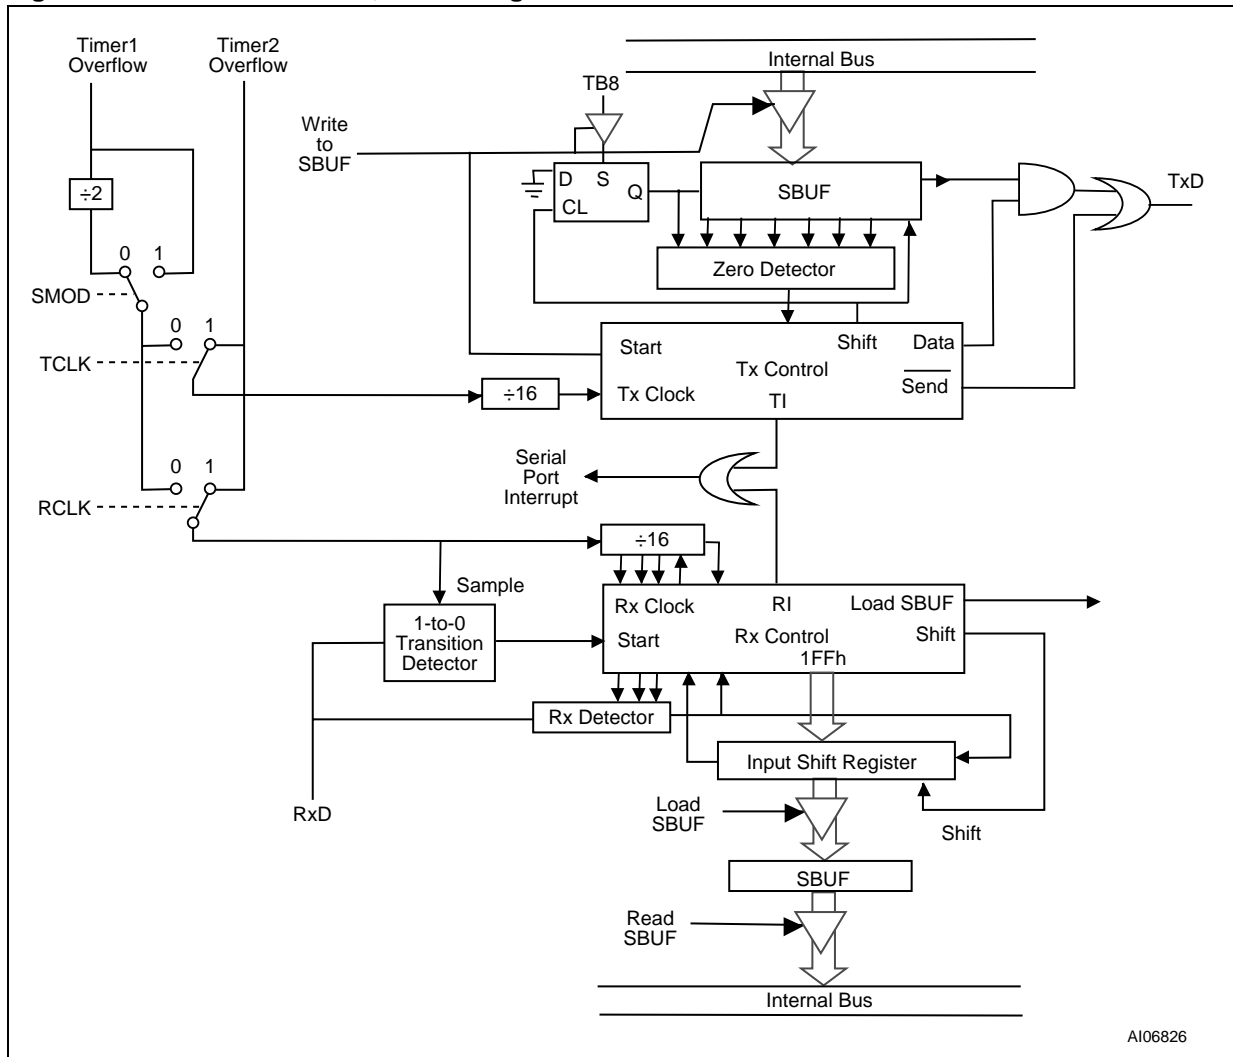 Timer1
Overflow
Timer2
Overflow
Internal Bus
TB8
Write
to
SBUF
D S
Q
CL
SBUF
TxD
÷2
Zero Detector
0 1
SMOD
0 1
TCLK
Start
Shift
Data
Tx Control
Send
÷16
Tx Clock
TI
Serial
Port
Interrupt
0 1
RCLK
÷16
Sample
Rx Clock
RI
Load SBUF
1-to-0
Transition
Detector
Start
Rx Control
Shift
1FFh
Rx Detector
Input Shift Register
RxD
Load
SBUF
Shift
SBUF
Read
SBUF
Internal Bus
AI06826